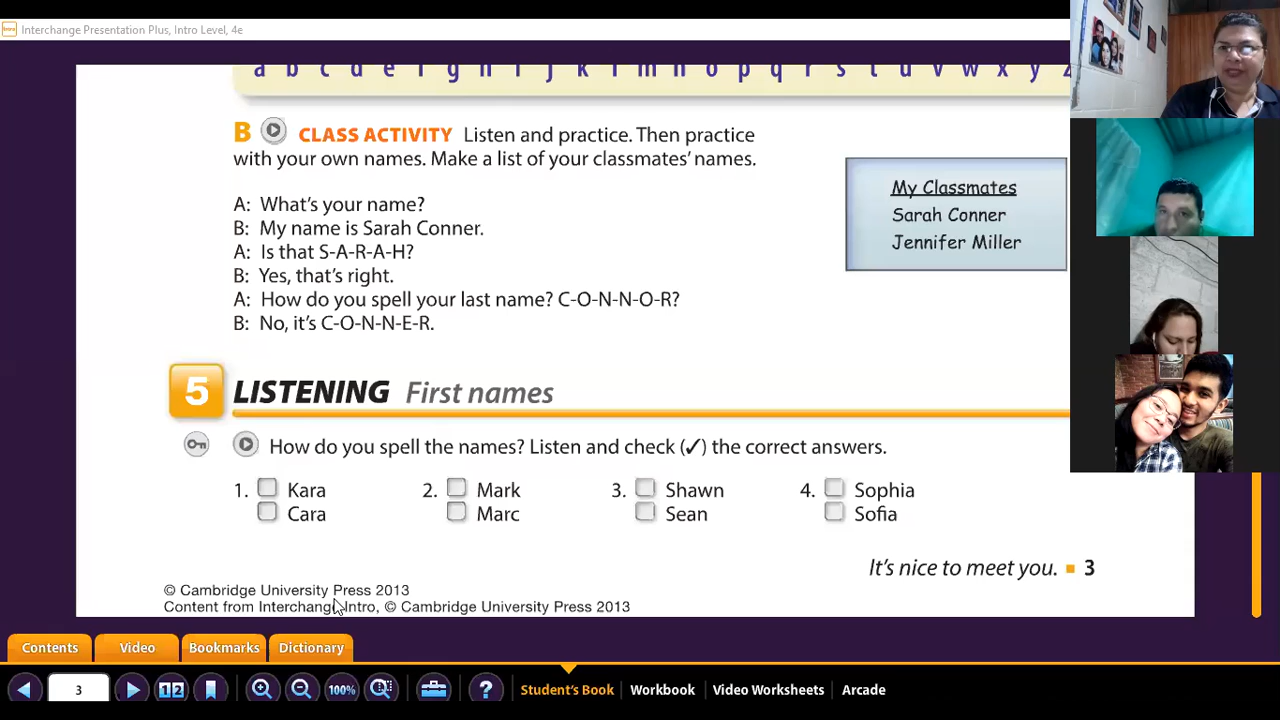 Interchange Presentation Plus, Intro Level, 4e
a b c d e f g h i j k l m n o p q r s t u v w x y z
B CLASS ACTIVITY Listen and practice. Then practice
with your own names. Make a list of your classmates' names.
A: What's your name?
B: My name is Sarah Conner.
A: Is that S-A-R-A-H?
B: Yes, that's right.
A: How do you spell your last name? C-O-N-N-O-R?
B: No, it's C-O-N-N-E-R.
My Classmates
Sarah Conner
Jennifer Miller
5 LISTENING First names
How do you spell the names? Listen and check (✓) the correct answers.
1. Kara 2. Mark 3. Shawn 4. Sophia
Cara Marc Sean Sofia
It's nice to meet you. ■ 3
© Cambridge University Press 2013
Content from Interchange Intro, © Cambridge University Press 2013
Contents Video Bookmarks Dictionary
3 1 2 100% ? Student's Book Workbook Video Worksheets Arcade